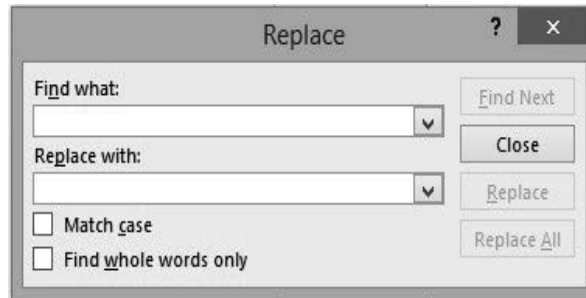 Replace ? x
Find what:
Find Next
Close
Replace with:
Replace
Match case
Replace All
Find whole words only